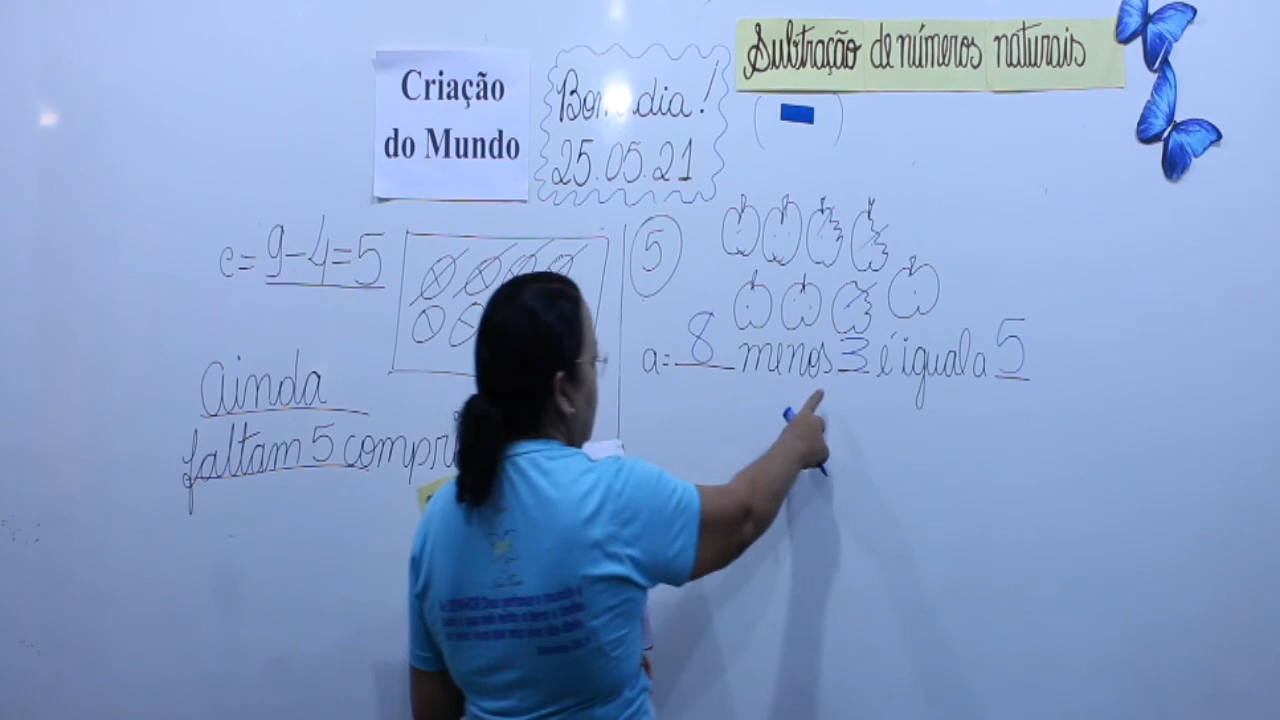 Criação
do Mundo
Bom dia!
25.05.21
Subtração de números naturais
e= 9-4=5
Ainda
faltam 5 compri
5
a= 8 menos 3 é igual a 5